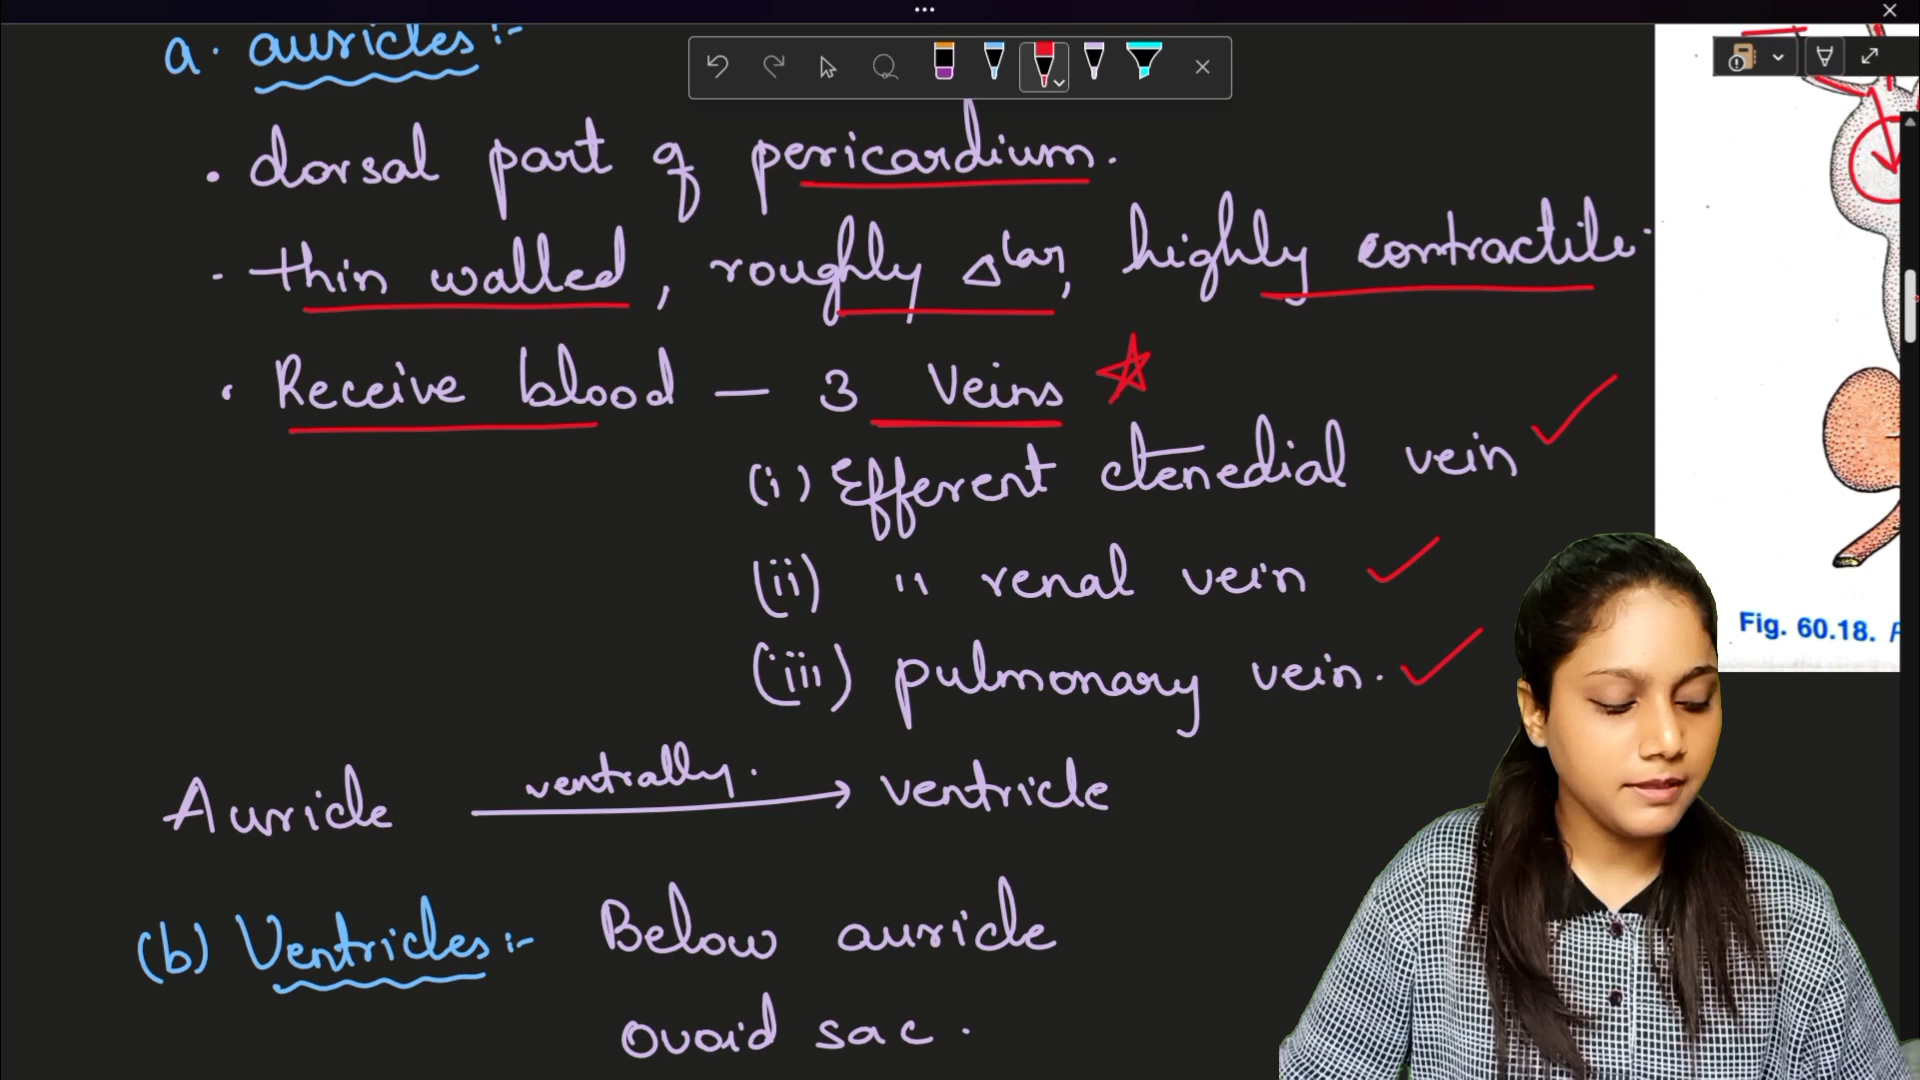 a. auricles :-
• dorsal part of pericardium.
- thin walled, roughly Δlar, highly contractile.
• Receive blood — 3 Veins
(i) Efferent ctenedial vein
(ii) " renal vein
(iii) pulmonary vein.
Auricle ventrally. → ventricle
(b) Ventricles :- Below auricle
Ovoid sac.
Fig. 60.18.